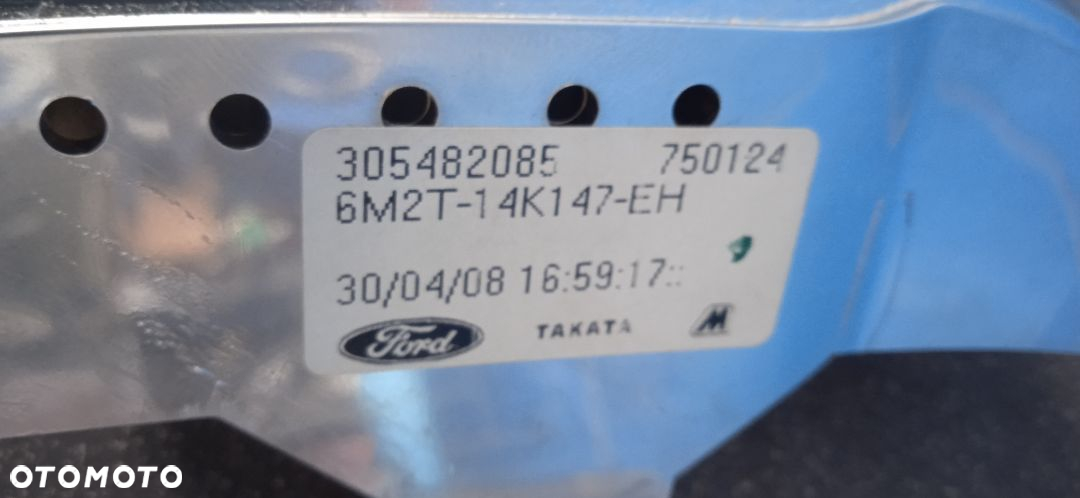 305482085 750124
6M2T-14K147-EH
30/04/08 16:59:17::
Ford TAKATA M
OTOMOTO